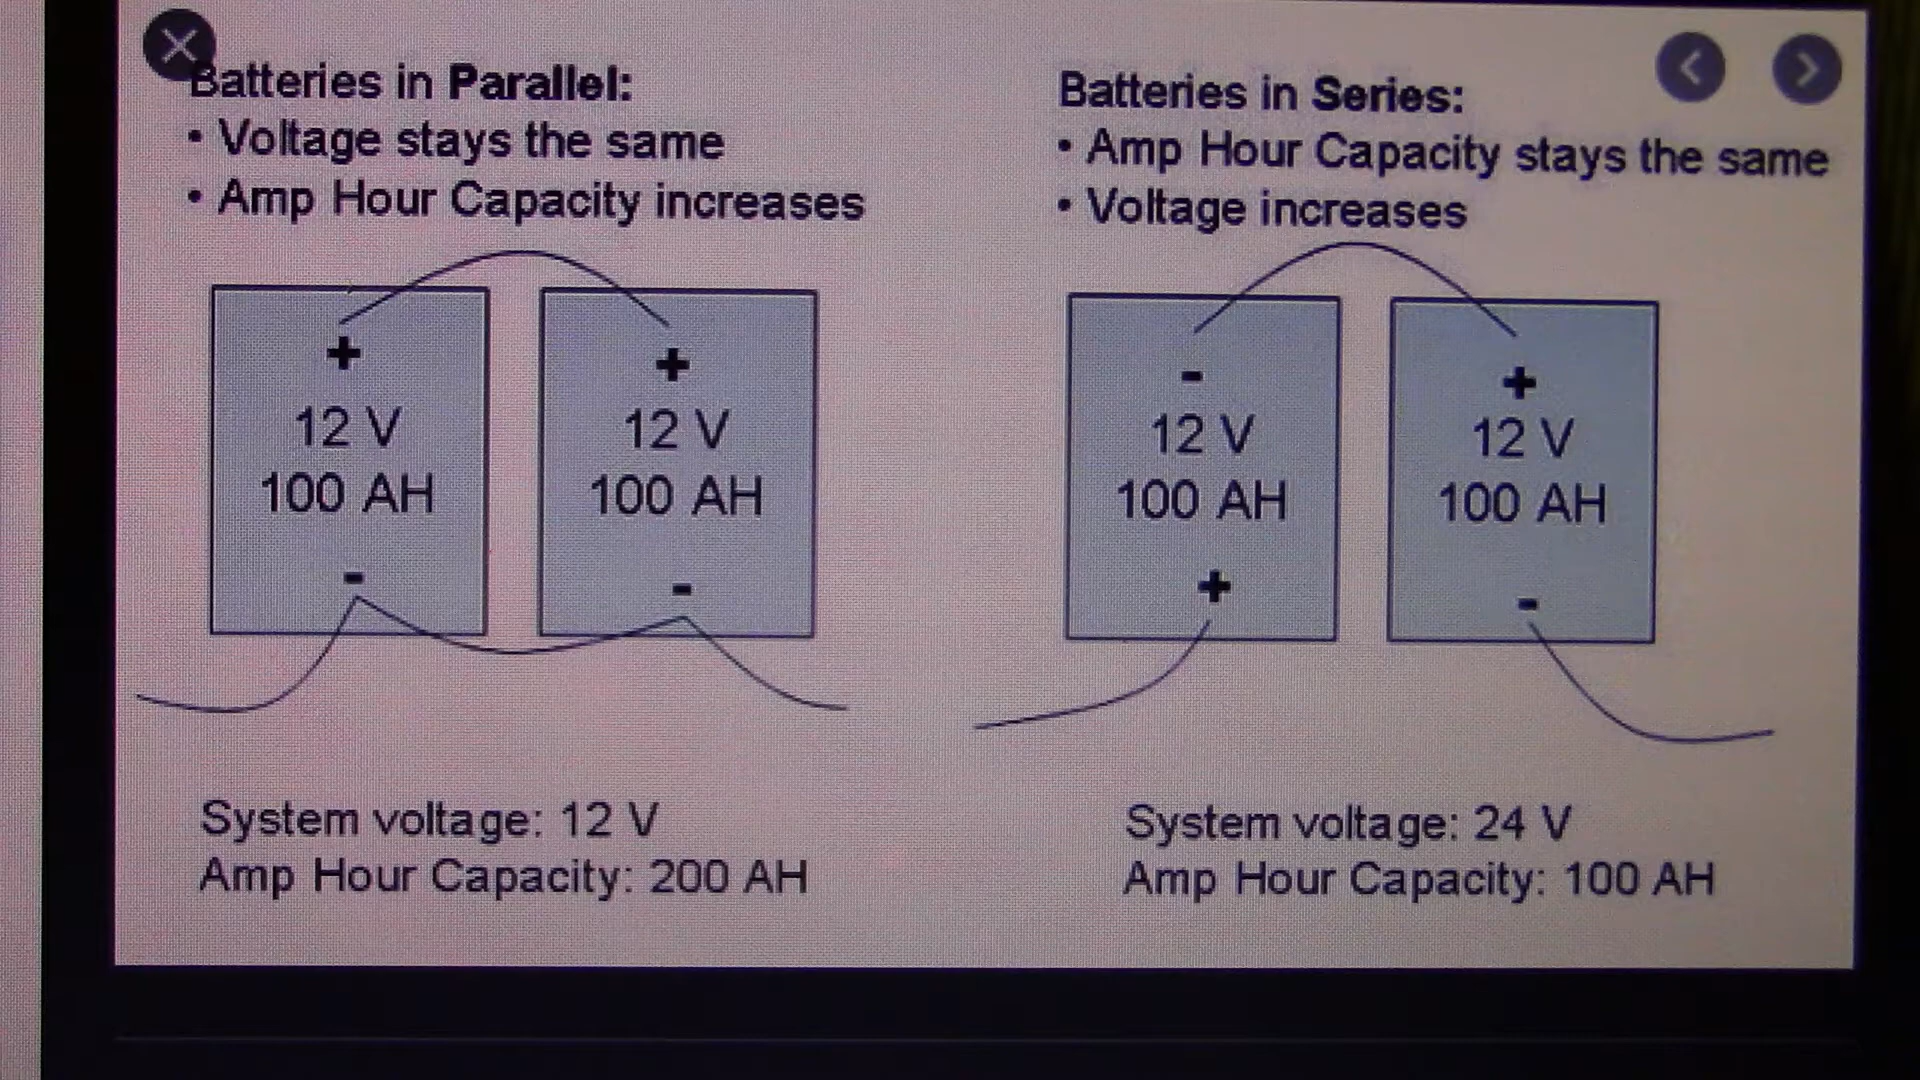 Batteries in Parallel:
• Voltage stays the same
• Amp Hour Capacity increases
+
12 V
100 AH
-
+
12 V
100 AH
-
System voltage: 12 V
Amp Hour Capacity: 200 AH
Batteries in Series:
• Amp Hour Capacity stays the same
• Voltage increases
-
12 V
100 AH
+
+
12 V
100 AH
-
System voltage: 24 V
Amp Hour Capacity: 100 AH